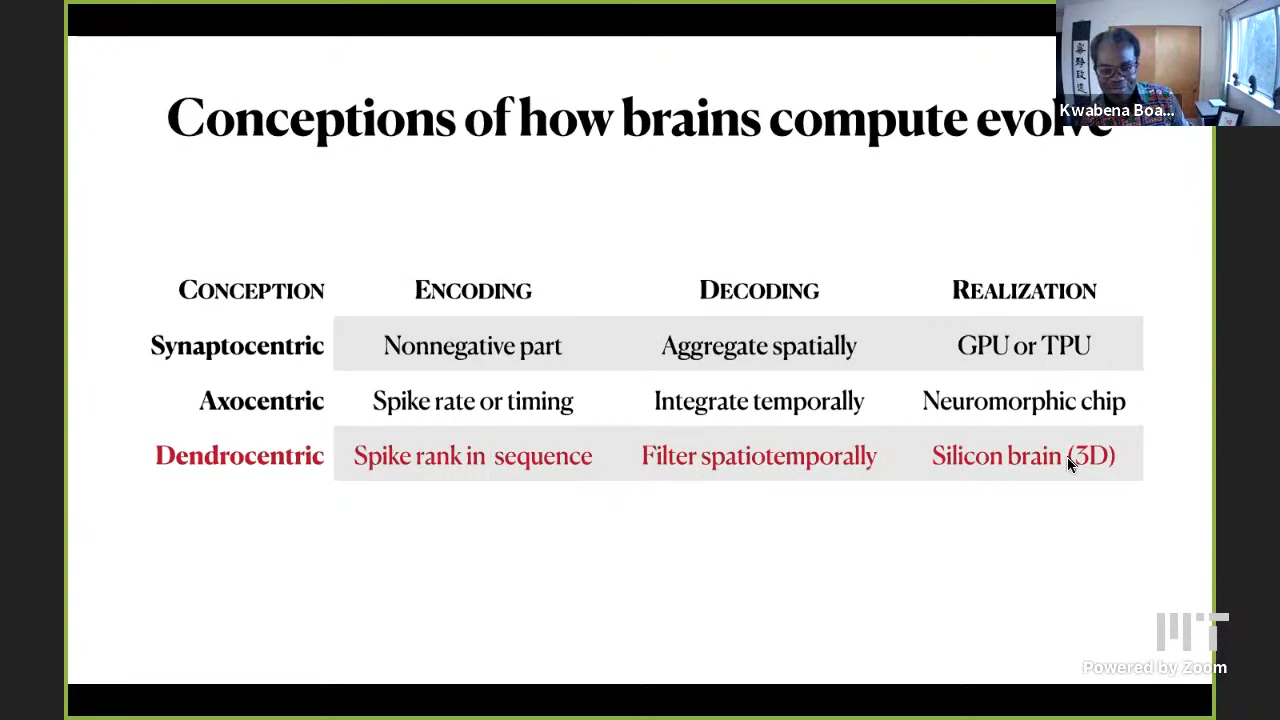 Conceptions of how brains compute evolve
Kwabena Boa...
CONCEPTION ENCODING DECODING REALIZATION
Synaptocentric Nonnegative part Aggregate spatially GPU or TPU
Axocentric Spike rate or timing Integrate temporally Neuromorphic chip
Dendrocentric Spike rank in sequence Filter spatiotemporally Silicon brain (3D)
MIT
Powered by Zoom